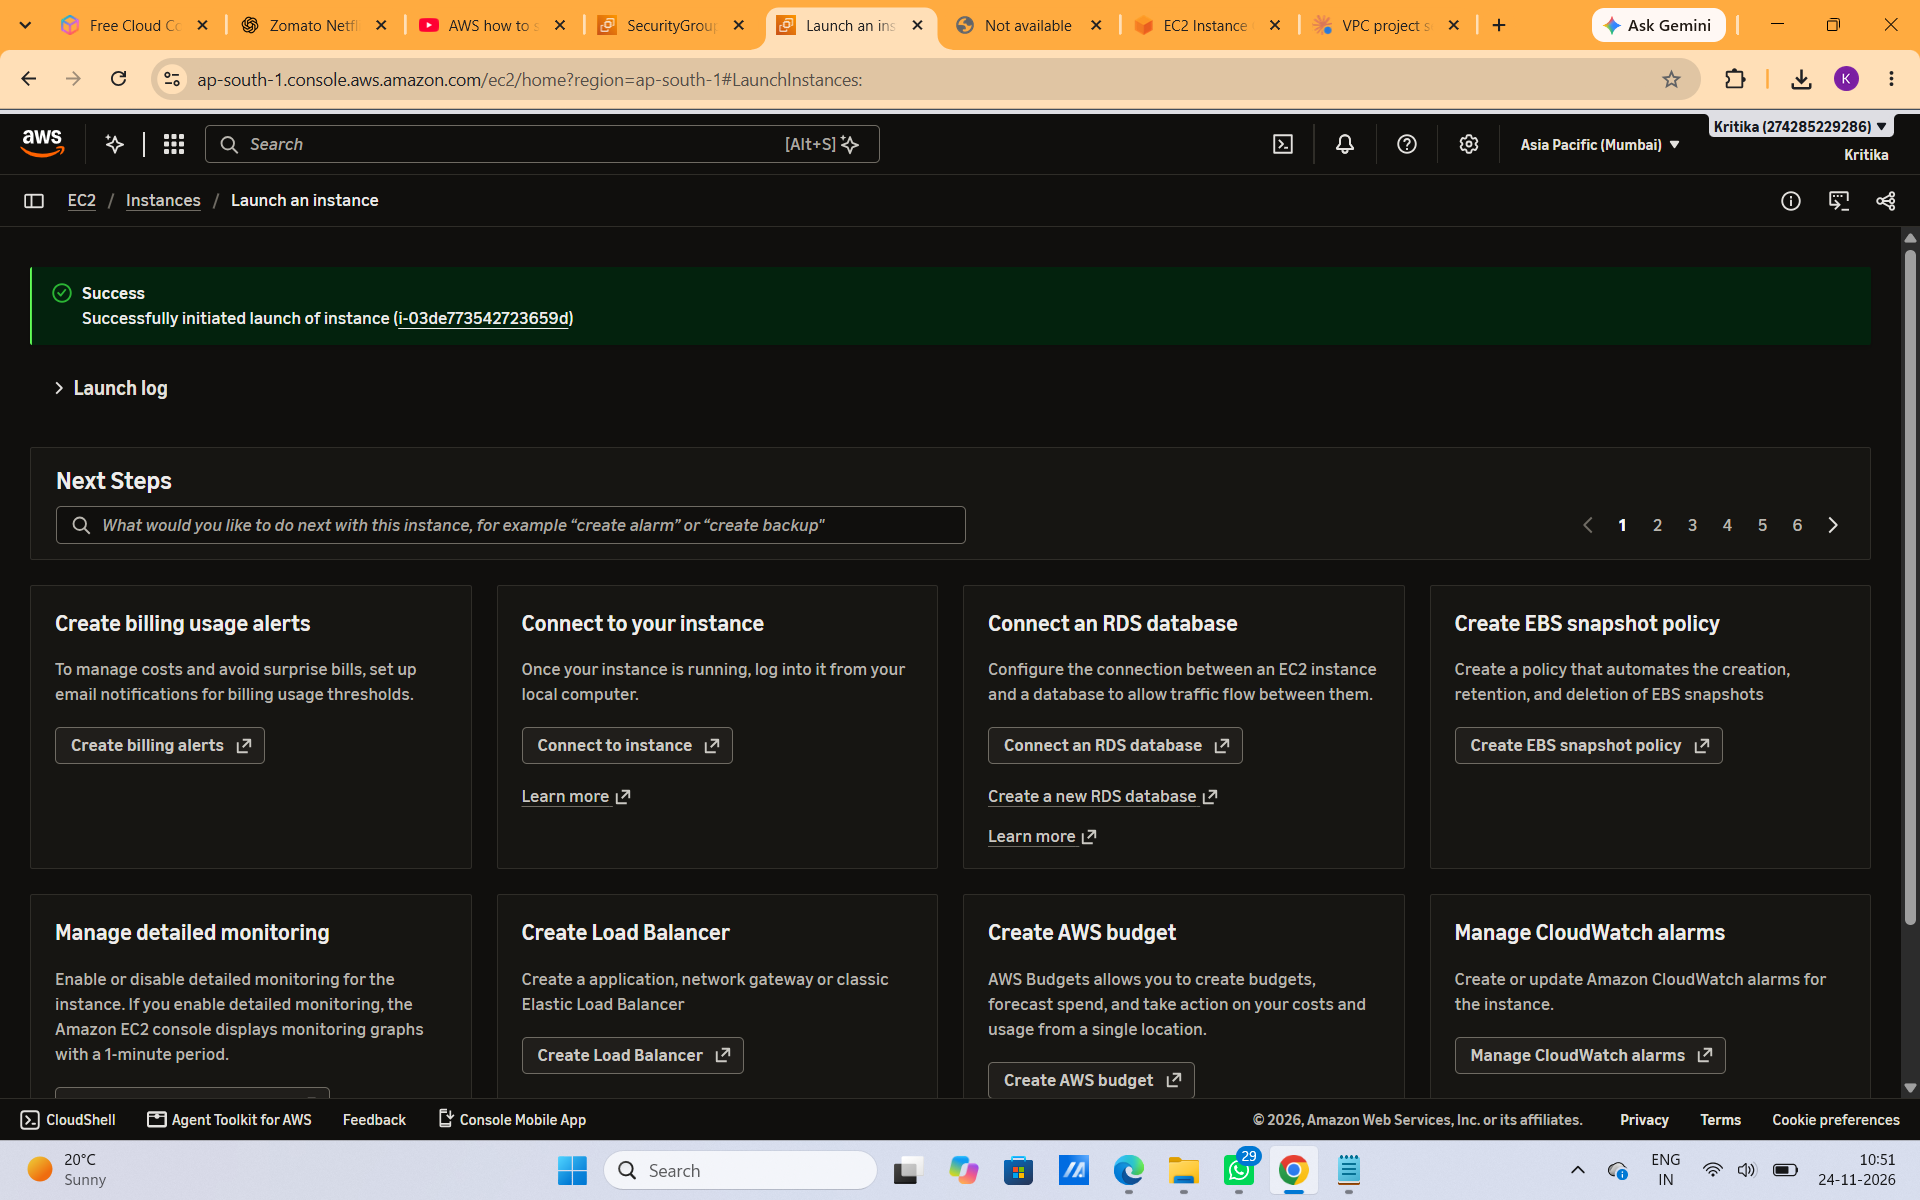 Free Cloud Co
Zomato Netfl
AWS how to s
SecurityGroup
Launch an ins
Not available
EC2 Instance
VPC project s
Ask Gemini
ap-south-1.console.aws.amazon.com/ec2/home?region=ap-south-1#LaunchInstances:
K
aws
Search
[Alt+S]
Asia Pacific (Mumbai)
Kritika (274285229286)
Kritika
EC2 / Instances / Launch an instance
Success
Successfully initiated launch of instance (i-03de773542723659d)
Launch log
Next Steps
What would you like to do next with this instance, for example “create alarm” or “create backup"
1 2 3 4 5 6
Create billing usage alerts
To manage costs and avoid surprise bills, set up
email notifications for billing usage thresholds.
Create billing alerts
Connect to your instance
Once your instance is running, log into it from your
local computer.
Connect to instance
Learn more
Connect an RDS database
Configure the connection between an EC2 instance
and a database to allow traffic flow between them.
Connect an RDS database
Create a new RDS database
Learn more
Create EBS snapshot policy
Create a policy that automates the creation,
retention, and deletion of EBS snapshots
Create EBS snapshot policy
Manage detailed monitoring
Enable or disable detailed monitoring for the
instance. If you enable detailed monitoring, the
Amazon EC2 console displays monitoring graphs
with a 1-minute period.
Create Load Balancer
Create a application, network gateway or classic
Elastic Load Balancer
Create Load Balancer
Create AWS budget
AWS Budgets allows you to create budgets,
forecast spend, and take action on your costs and
usage from a single location.
Create AWS budget
Manage CloudWatch alarms
Create or update Amazon CloudWatch alarms for
the instance.
Manage CloudWatch alarms
CloudShell
Agent Toolkit for AWS
Feedback
Console Mobile App
© 2026, Amazon Web Services, Inc. or its affiliates.
Privacy
Terms
Cookie preferences
20°C
Sunny
Search
29
ENG
IN
10:51
24-11-2026